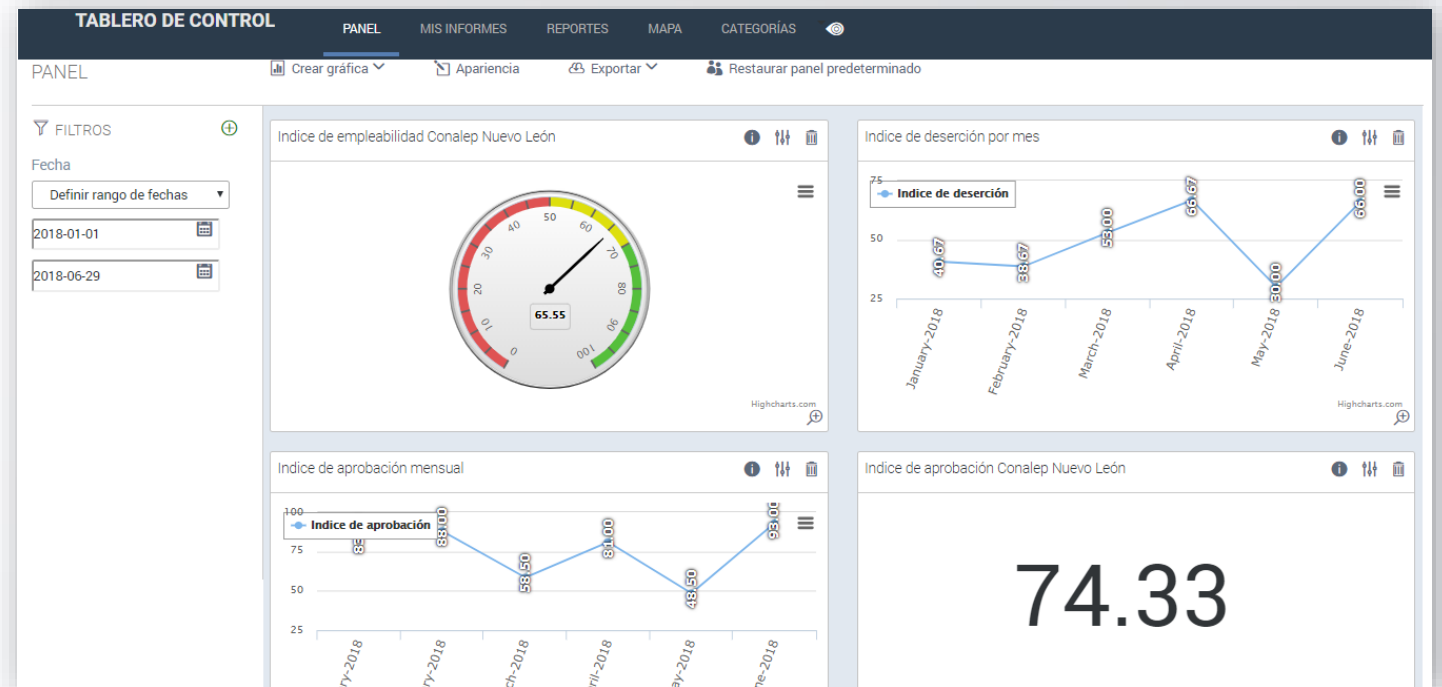 TABLERO DE CONTROL
PANEL MIS INFORMES REPORTES MAPA CATEGORÍAS
PANEL
Crear gráfica Apariencia Exportar Restaurar panel predeterminado
FILTROS
Fecha
Definir rango de fechas
2018-01-01
2018-06-29
Indice de empleabilidad Conalep Nuevo León
0 10 20 30 40 50 60 70 80 90 100
65.55
Highcharts.com
Indice de deserción por mes
Indice de deserción
75
50
25
40.67 38.67 53.00 66.67 30.00 66.00
January-2018 February-2018 March-2018 April-2018 May-2018 June-2018
Highcharts.com
Indice de aprobación mensual
Indice de aprobación
100
75
50
25
88.00 58.50 81.00 48.50 93.00
Indice de aprobación Conalep Nuevo León
74.33